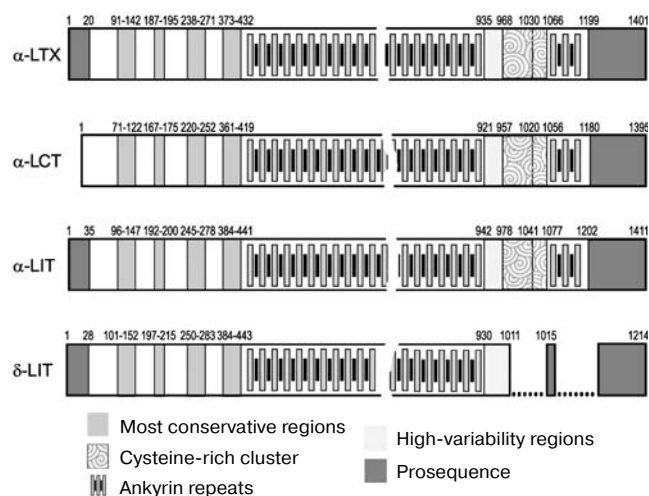 1 20 91-142 187-195 238-271 373-432 935 968 1030 1066 1199 1401
α-LTX
1 71-122 167-175 220-252 361-419 921 957 1020 1056 1180 1395
α-LCT
1 35 96-147 192-200 245-278 384-441 942 978 1041 1077 1202 1411
α-LIT
1 28 101-152 197-215 250-283 384-443 930 1011 1015 1214
δ-LIT
Most conservative regions
Cysteine-rich cluster
Ankyrin repeats
High-variability regions
Prosequence